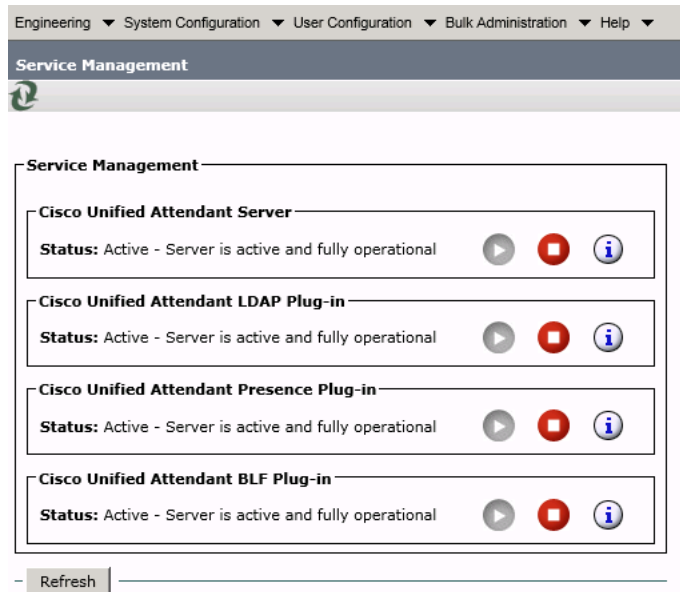 Engineering System Configuration User Configuration Bulk Administration Help
Service Management
Service Management
Cisco Unified Attendant Server
Status: Active - Server is active and fully operational
i
Cisco Unified Attendant LDAP Plug-in
Status: Active - Server is active and fully operational
i
Cisco Unified Attendant Presence Plug-in
Status: Active - Server is active and fully operational
i
Cisco Unified Attendant BLF Plug-in
Status: Active - Server is active and fully operational
i
Refresh